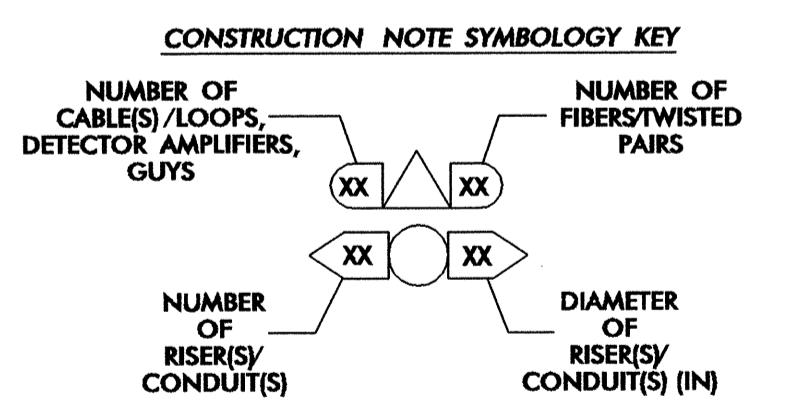 CONSTRUCTION NOTE SYMBOLOGY KEY
NUMBER OF
CABLE(S)/LOOPS,
DETECTOR AMPLIFIERS,
GUYS
NUMBER OF
FIBERS/TWISTED
PAIRS
XX
XX
XX
XX
NUMBER
OF
RISER(S)/
CONDUIT(S)
DIAMETER
OF
RISER(S)/
CONDUIT(S) (IN)